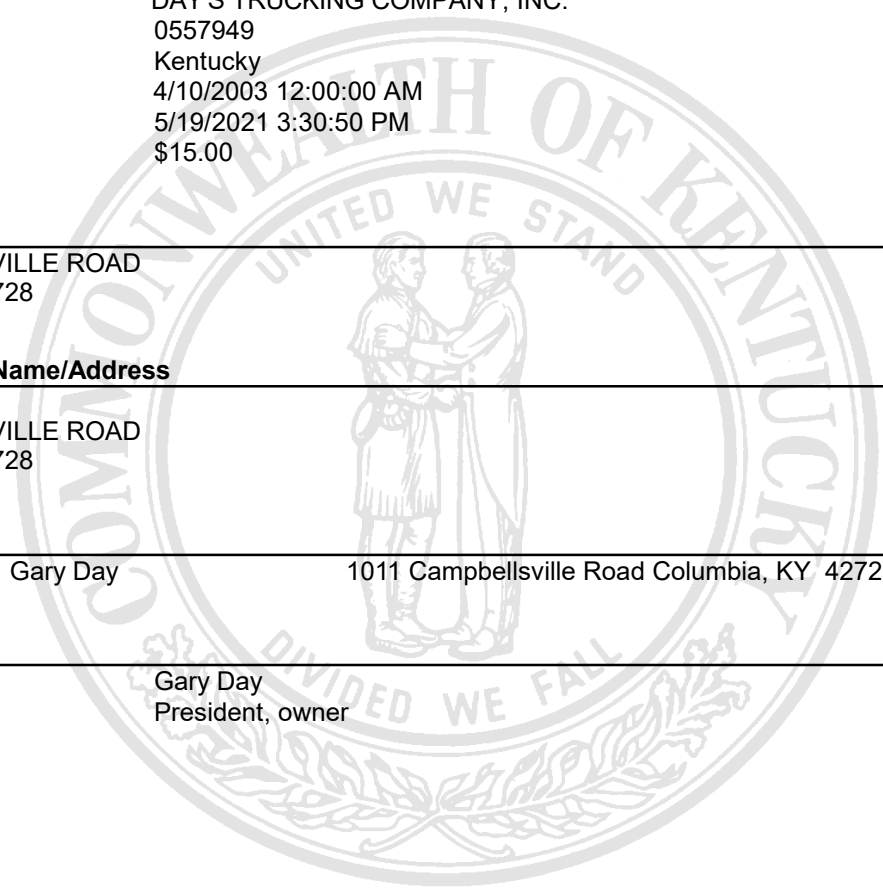 DAY'S TRUCKING COMPANY, INC.
0557949
Kentucky
4/10/2003 12:00:00 AM
5/19/2021 3:30:50 PM
$15.00
VILLE ROAD
728
Name/Address
VILLE ROAD
728
Gary Day 1011 Campbellsville Road Columbia, KY 4272
Gary Day
President, owner
COMMONWEALTH OF KENTUCKY
UNITED WE STAND
DIVIDED WE FALL